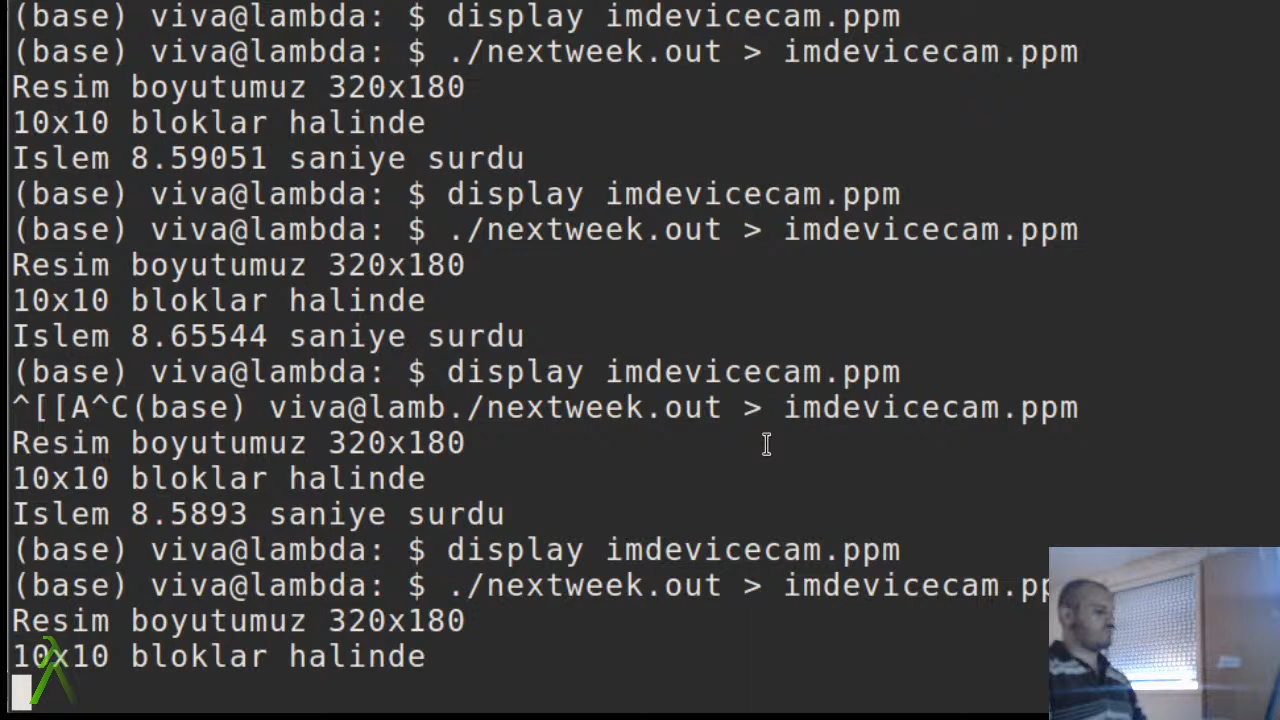 (base) viva@lambda: $ display imdevicecam.ppm
(base) viva@lambda: $ ./nextweek.out > imdevicecam.ppm
Resim boyutumuz 320x180
10x10 bloklar halinde
Islem 8.59051 saniye surdu
(base) viva@lambda: $ display imdevicecam.ppm
(base) viva@lambda: $ ./nextweek.out > imdevicecam.ppm
Resim boyutumuz 320x180
10x10 bloklar halinde
Islem 8.65544 saniye surdu
(base) viva@lambda: $ display imdevicecam.ppm
^[[A^C(base) viva@lamb./nextweek.out > imdevicecam.ppm
Resim boyutumuz 320x180
10x10 bloklar halinde
Islem 8.5893 saniye surdu
(base) viva@lambda: $ display imdevicecam.ppm
(base) viva@lambda: $ ./nextweek.out > imdevicecam.pp
Resim boyutumuz 320x180
10x10 bloklar halinde